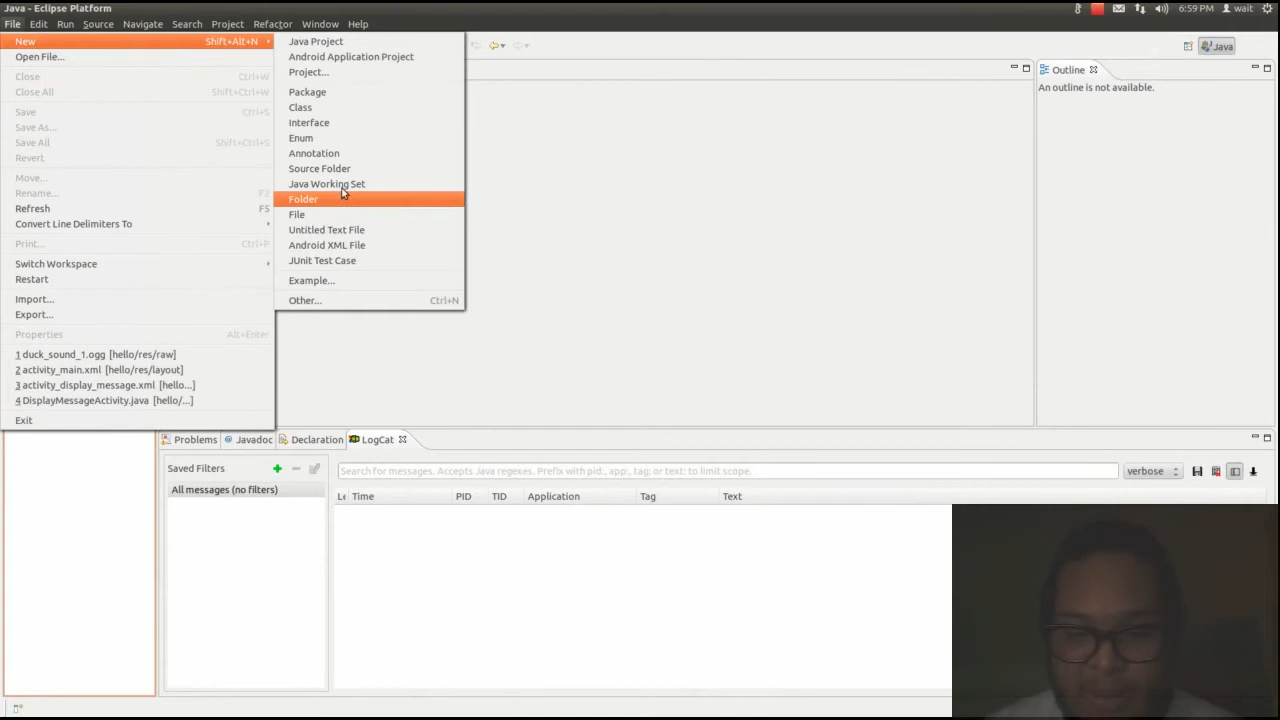 Java - Eclipse Platform
6:59 PM
wait
File Edit Run Source Navigate Search Project Refactor Window Help
New Shift+Alt+N
Open File...
Close Ctrl+W
Close All Shift+Ctrl+W
Save Ctrl+S
Save As...
Save All Shift+Ctrl+S
Revert
Move...
Rename... F2
Refresh F5
Convert Line Delimiters To
Print... Ctrl+P
Switch Workspace
Restart
Import...
Export...
Properties Alt+Enter
1 duck_sound_1.ogg [hello/res/raw]
2 activity_main.xml [hello/res/layout]
3 activity_display_message.xml [hello...]
4 DisplayMessageActivity.java [hello/...]
Exit
Java Project
Android Application Project
Project...
Package
Class
Interface
Enum
Annotation
Source Folder
Java Working Set
Folder
File
Untitled Text File
Android XML File
JUnit Test Case
Example...
Other... Ctrl+N
Java
Outline
An outline is not available.
Problems @ Javadoc Declaration LogCat
Saved Filters
All messages (no filters)
Search for messages. Accepts Java regexes. Prefix with pid:, app:, tag: or text: to limit scope.
verbose
Le Time PID TID Application Tag Text